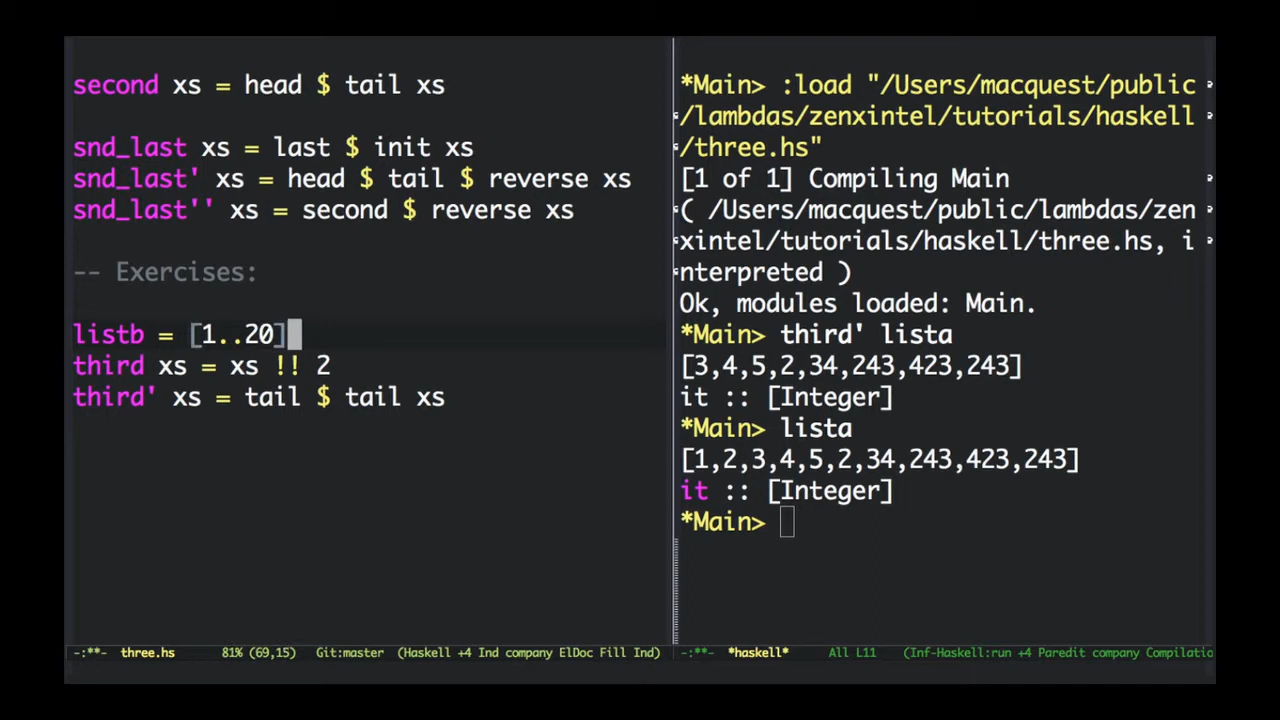 second xs = head $ tail xs
snd_last xs = last $ init xs
snd_last' xs = head $ tail $ reverse xs
snd_last'' xs = second $ reverse xs
-- Exercises:
listb = [1..20]
third xs = xs !! 2
third' xs = tail $ tail xs
-:**- three.hs 81% (69,15) Git:master (Haskell +4 Ind company ElDoc Fill Ind)
*Main> :load "/Users/macquest/public
/lambdas/zenxintel/tutorials/haskell
/three.hs"
[1 of 1] Compiling Main
( /Users/macquest/public/lambdas/zen
xintel/tutorials/haskell/three.hs, i
nterpreted )
Ok, modules loaded: Main.
*Main> third' lista
[3,4,5,2,34,243,423,243]
it :: [Integer]
*Main> lista
[1,2,3,4,5,2,34,243,423,243]
it :: [Integer]
*Main>
-:**- *haskell* All L11 (Inf-Haskell:run +4 Paredit company Compilatio